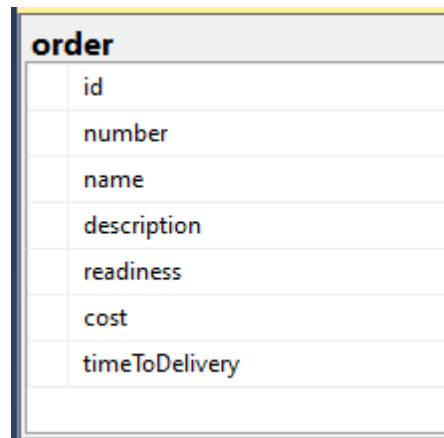 order
id
number
name
description
readiness
cost
timeToDelivery